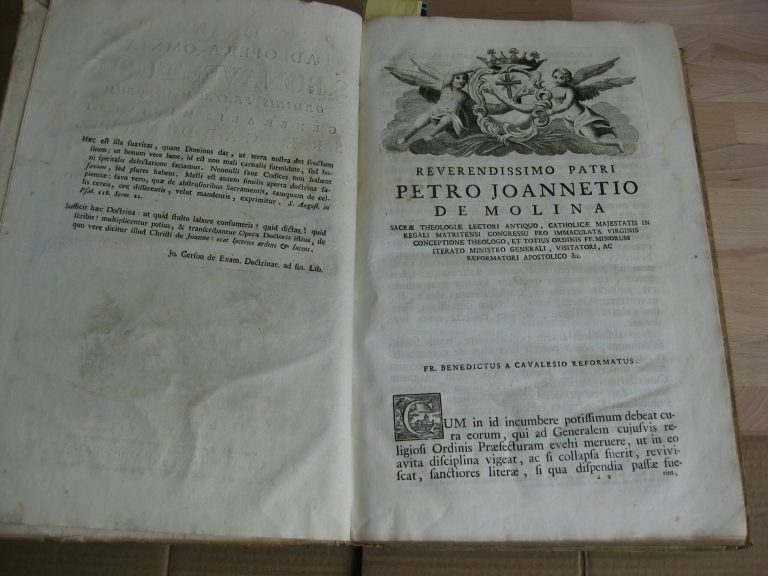 Hæc est illa suavitas, quam Dominus dat, ut terra nostra det fructum
suum; ut bonum vere bene, id est non mali carnalis formidine, sed bo-
ni spiritalis delectatione faciamus. Nonnulli sane Codices non habent
favum, sed plures habent. Melli est autem similis aperta doctrina sa-
pientiæ: favo vero, quæ de abstrusioribus Sacramentis, tamquam de cel-
lis cereis, ore disserentis, velut mandentis, exprimitur. S. August. in
Psal. 118. Serm. 22.
Sufficit hæc Doctrina: ut quid stulto labore consumeris? quid dictas? quid
scribis? multiplicentur potius, & transcribantur Opera Doctoris istius, de
quo vere dicitur illud Christi de Joanne: erat lucerna ardens & lucens.
Jo. Gerson de Exam. Doctrinar. ad fin. Lib.
REVERENDISSIMO PATRI
PETRO JOANNETIO
DE MOLINA
SACRÆ THEOLOGIÆ LECTORI ANTIQUO, CATHOLICÆ MAJESTATIS IN
REGALI MATRITENSI CONGRESSU PRO IMMACULATA VIRGINIS
CONCEPTIONE THEOLOGO, ET TOTIUS ORDINIS FF. MINORUM
ITERATO MINISTRO GENERALI, VISITATORI, AC
REFORMATORI APOSTOLICO &c.
FR. BENEDICTUS A CAVALESIO REFORMATUS.
CUM in id incumbere potissimum debeat cu-
ra eorum, qui ad Generalem cujusvis re-
ligiosi Ordinis Præfecturam evehi meruere, ut in eo
avita disciplina vigeat, ac si collapsa fuerit, revivi-
scat, sanctiores literæ, si qua dispendia passæ fue-
a 2 rint,